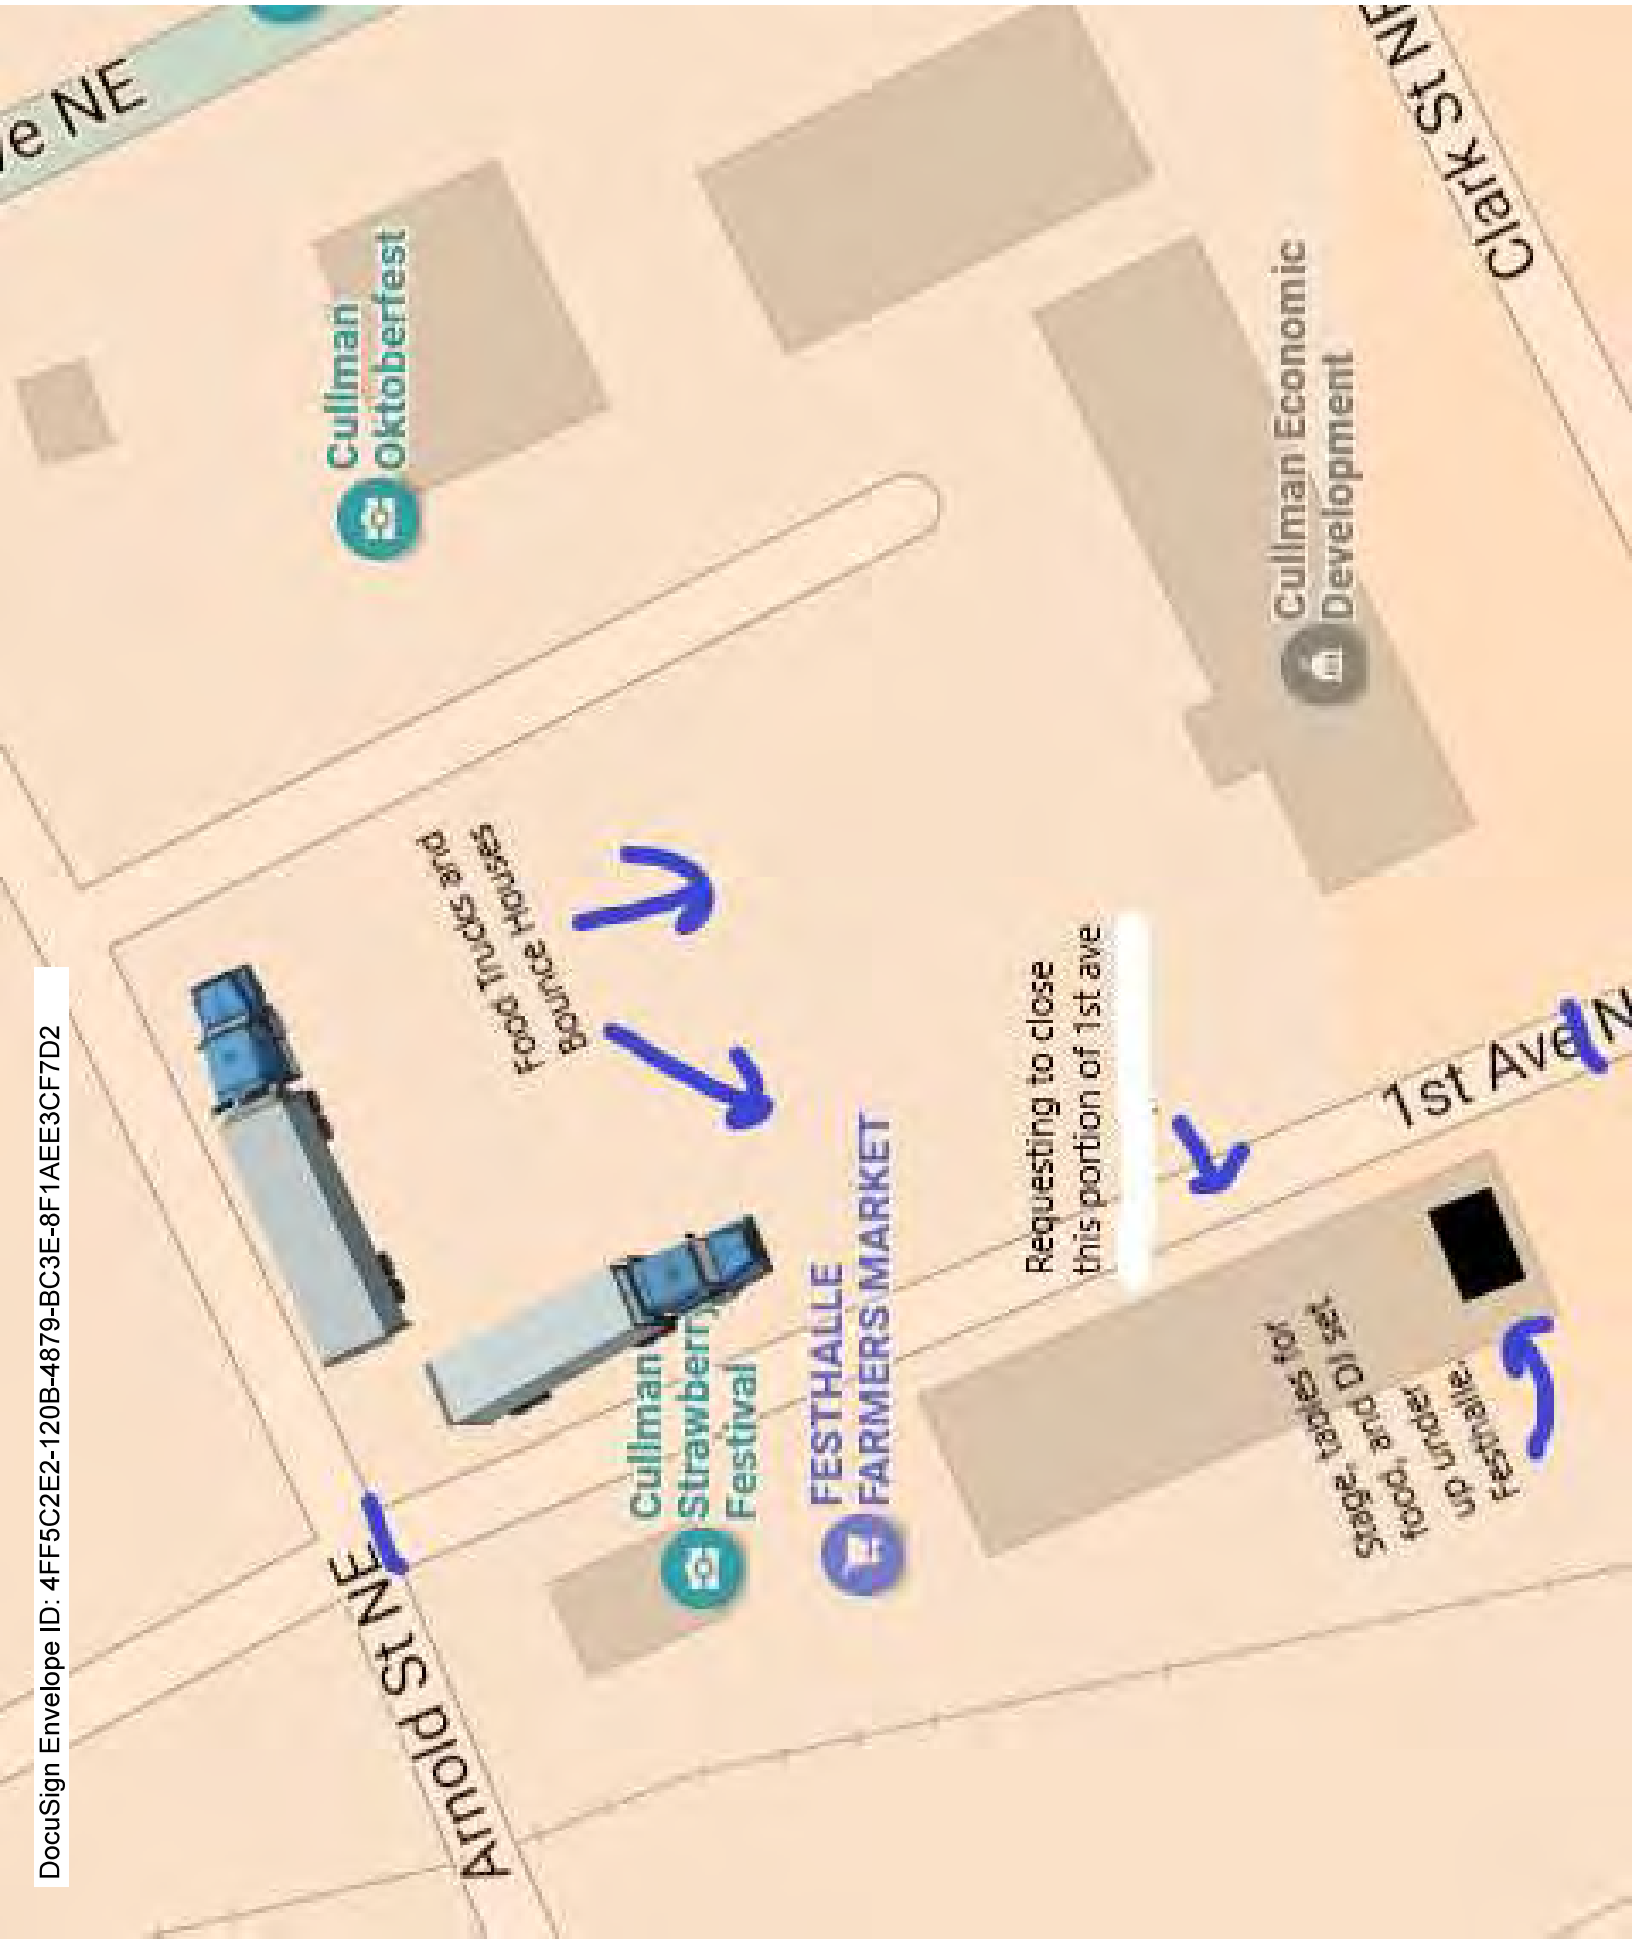 DocuSign Envelope ID: 4FF5C2E2-120B-4879-BC3E-8F1AEE3CF7D2
ve NE
Cullman
Oktoberfest
Clark St NE
Cullman Economic
Development
Food Trucks and
Bounce Houses
Requesting to close
this portion of 1st ave
1st Ave N
Cullman
Strawberry
Festival
FESTHALLE
FARMERS MARKET
Stage, tables for
food, and DJ set
up under
Festhalle.
Arnold St NE